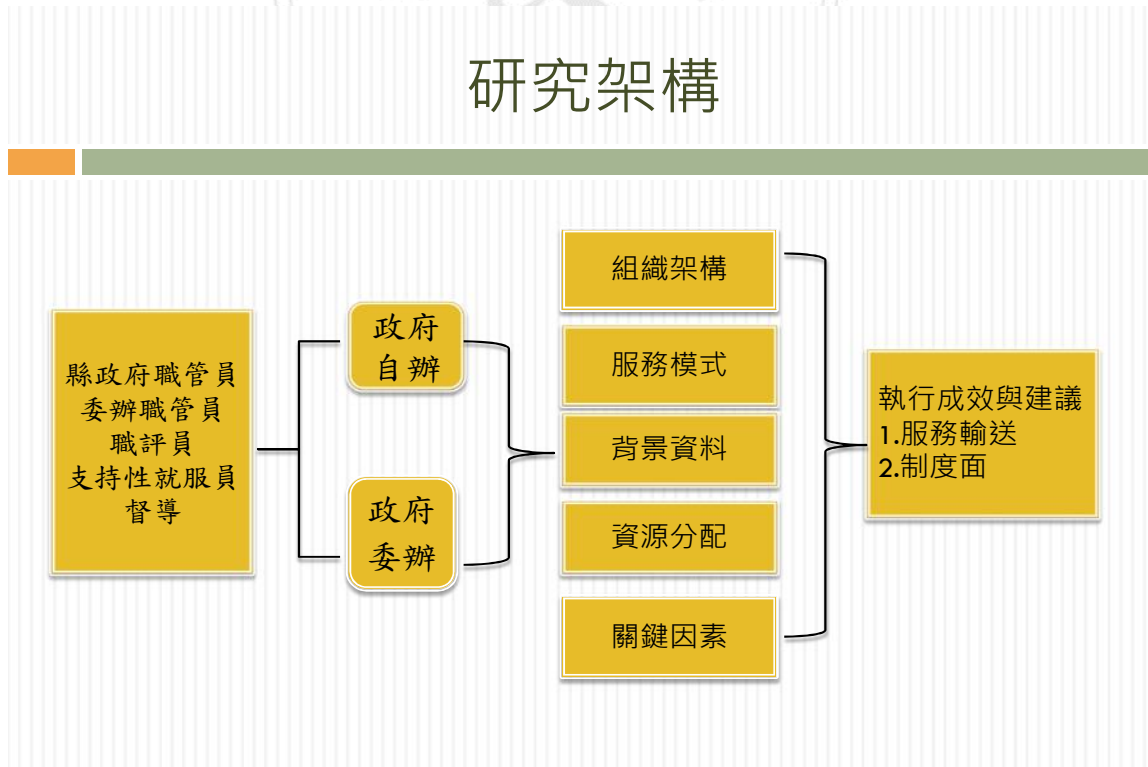 研究架構
縣政府職管員
委辦職管員
職評員
支持性就服員
督導
政府
自辦
政府
委辦
組織架構
服務模式
背景資料
資源分配
關鍵因素
執行成效與建議
1.服務輸送
2.制度面